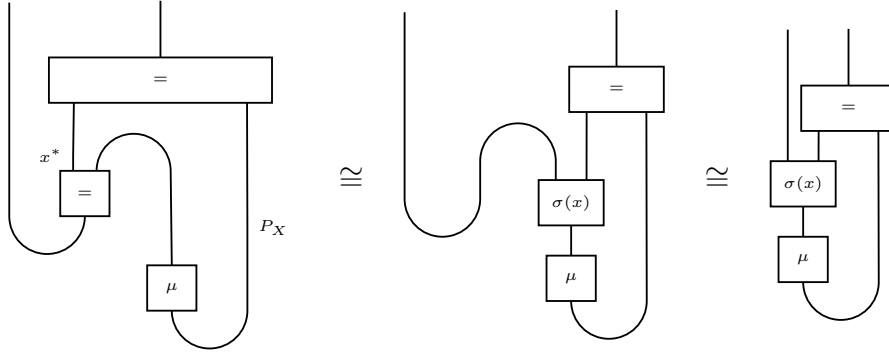 =
x*
=
P_X
μ
≅
=
σ(x)
μ
≅
=
σ(x)
μ